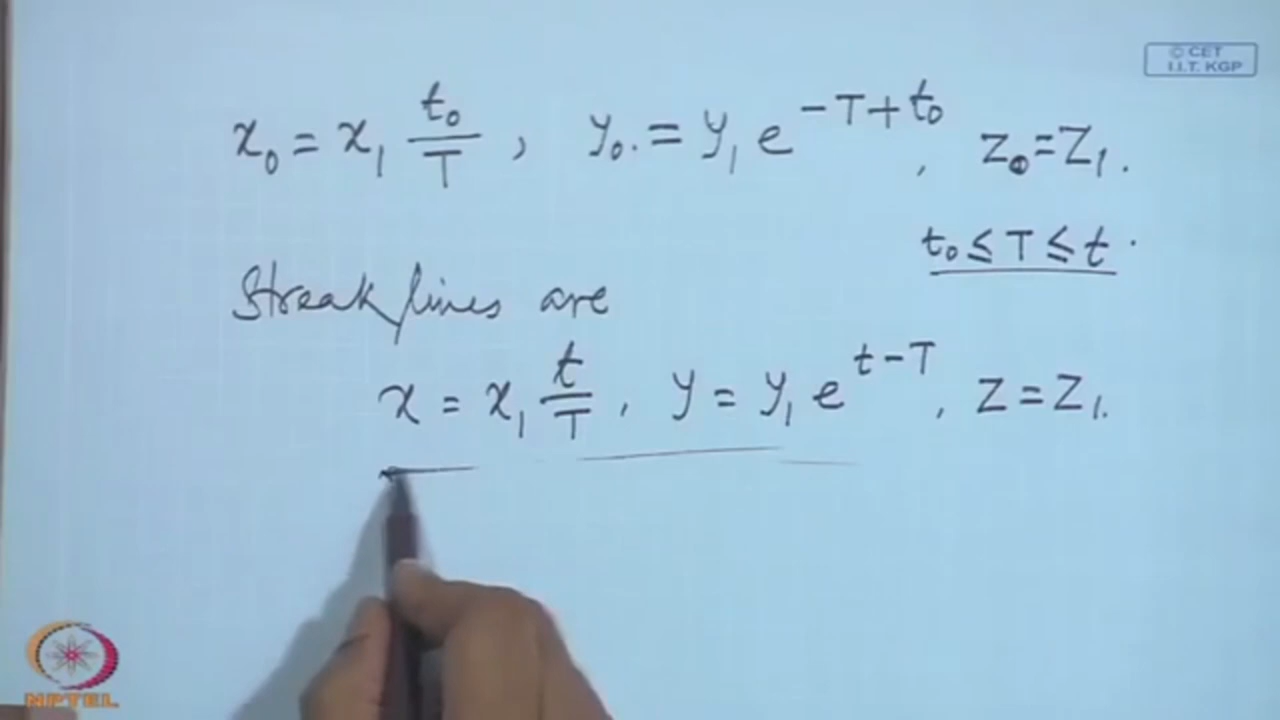 © CET
I.I.T. KGP
x₀ = x₁ t₀/T , y₀. = y₁ e^{-T+t₀} , z₀ = z₁.
t₀ ≤ T ≤ t .
Streak lines are
x = x₁ t/T , y = y₁ e^{t-T} , z = z₁.
NPTEL